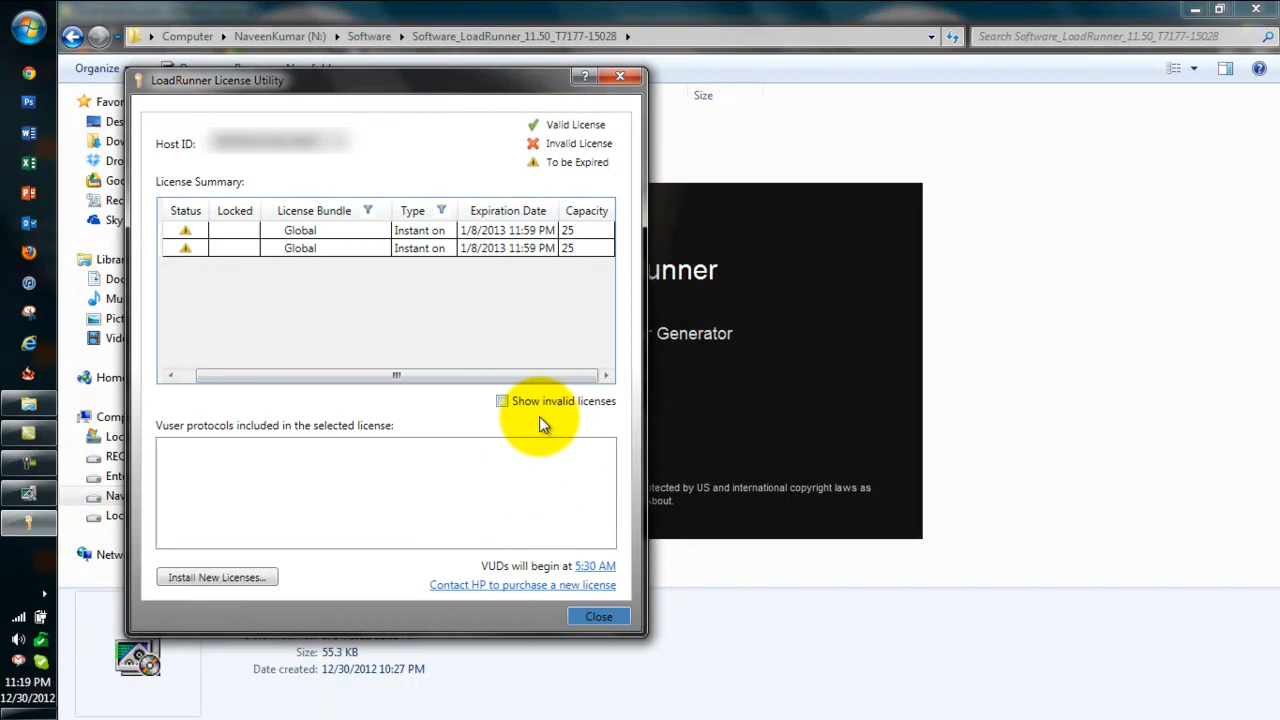 Computer NaveenKumar (N:) Software Software_LoadRunner_11.50_T7177-15028
Search Software_LoadRunner_11.50_T7177-15028
Organize
Size
LoadRunner License Utility
?
Host ID:
Valid License
Invalid License
To be Expired
License Summary:
Status Locked License Bundle Type Expiration Date Capacity
Global Instant on 1/8/2013 11:59 PM 25
Global Instant on 1/8/2013 11:59 PM 25
Show invalid licenses
Vuser protocols included in the selected license:
VUDs will begin at 5:30 AM
Install New Licenses...
Contact HP to purchase a new license
Close
Favor
Des
Dow
Dro
Goo
Rec
Sky
Librar
Doc
Mus
Pict
Vide
Home
Comp
Loc
REC
Ente
Nav
Loc
Netw
unner
r Generator
otected by US and international copyright laws as
About.
Size: 55.3 KB
Date created: 12/30/2012 10:27 PM
11:19 PM
12/30/2012